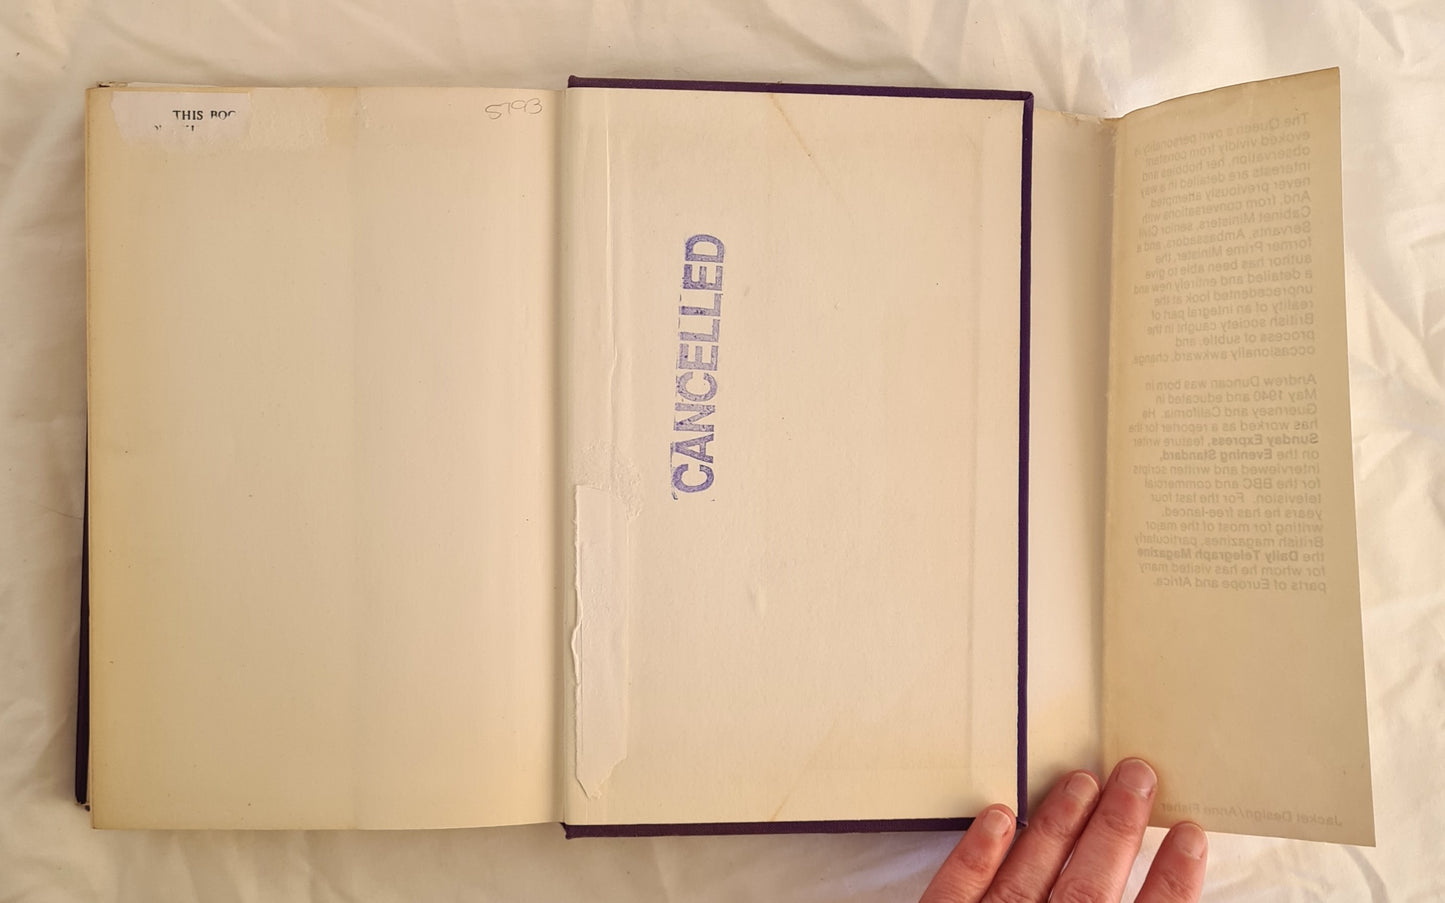 THIS BOO
5793
CANCELLED
The Queen's own personality is
evoked vividly from constant
observation, her hobbies and
interests are detailed in a way
never previously attempted.
And, from conversations with
Cabinet Ministers, senior Civil
Servants, Ambassadors, and a
former Prime Minister, the
author has been able to give
a detailed and entirely new and
unprecedented look at the
reality of an integral part of
British society caught in the
process of subtle, and
occasionally awkward, change.
Andrew Duncan was born in
May 1940 and educated in
Guernsey and California. He
has worked as a reporter for the
Sunday Express, feature writer
on the Evening Standard,
interviewed and written scripts
for the BBC and commercial
television. For the last four
years he has free-lanced,
writing for most of the major
British magazines, particularly
the Daily Telegraph Magazine
for whom he has visited many
parts of Europe and Africa.
Jacket Design/Anne Fisher